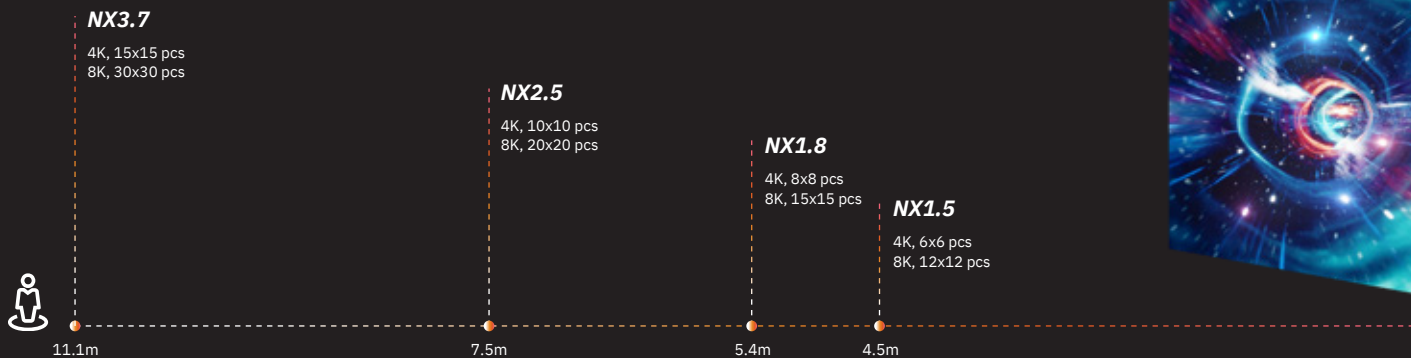 NX3.7
4K, 15x15 pcs
8K, 30x30 pcs
NX2.5
4K, 10x10 pcs
8K, 20x20 pcs
NX1.8
4K, 8x8 pcs
8K, 15x15 pcs
NX1.5
4K, 6x6 pcs
8K, 12x12 pcs
11.1m
7.5m
5.4m
4.5m